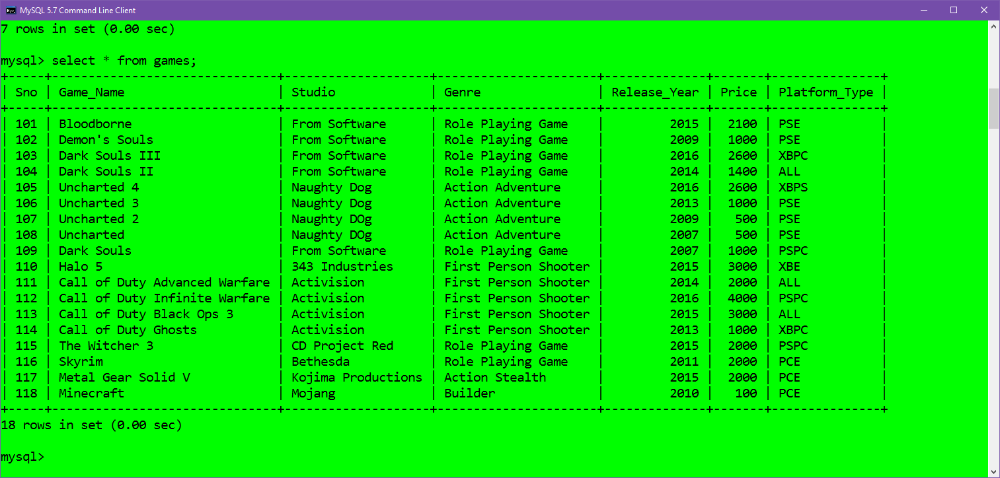 MySQL 5.7 Command Line Client
7 rows in set (0.00 sec)
mysql> select * from games;
+-----+-------------------------------+--------------------+----------------------+--------------+-------+---------------+
| Sno | Game_Name                     | Studio             | Genre                | Release_Year | Price | Platform_Type |
+-----+-------------------------------+--------------------+----------------------+--------------+-------+---------------+
| 101 | Bloodborne                    | From Software      | Role Playing Game    |         2015 |  2100 | PSE           |
| 102 | Demon's Souls                 | From Software      | Role Playing Game    |         2009 |  1000 | PSE           |
| 103 | Dark Souls III                | From Software      | Role Playing Game    |         2016 |  2600 | XBPC          |
| 104 | Dark Souls II                 | From Software      | Role Playing Game    |         2014 |  1400 | ALL           |
| 105 | Uncharted 4                   | Naughty Dog        | Action Adventure     |         2016 |  2600 | XBPS          |
| 106 | Uncharted 3                   | Naughty Dog        | Action Adventure     |         2013 |  1000 | PSE           |
| 107 | Uncharted 2                   | Naughty DOg        | Action Adventure     |         2009 |   500 | PSE           |
| 108 | Uncharted                     | Naughty DOg        | Action Adventure     |         2007 |   500 | PSE           |
| 109 | Dark Souls                    | From Software      | Role Playing Game    |         2007 |  1000 | PSPC          |
| 110 | Halo 5                        | 343 Industries     | First Person Shooter |         2015 |  3000 | XBE           |
| 111 | Call of Duty Advanced Warfare | Activision         | First Person Shooter |         2014 |  2000 | ALL           |
| 112 | Call of Duty Infinite Warfare | Activision         | First Person Shooter |         2016 |  4000 | PSPC          |
| 113 | Call of Duty Black Ops 3      | Activision         | First Person Shooter |         2015 |  3000 | ALL           |
| 114 | Call of Duty Ghosts           | Activision         | First Person Shooter |         2013 |  1000 | XBPC          |
| 115 | The Witcher 3                 | CD Project Red     | Role Playing Game    |         2015 |  2000 | PSPC          |
| 116 | Skyrim                        | Bethesda           | Role Playing Game    |         2011 |  2000 | PCE           |
| 117 | Metal Gear Solid V            | Kojima Productions | Action Stealth       |         2015 |  2000 | PCE           |
| 118 | Minecraft                     | Mojang             | Builder              |         2010 |   100 | PCE           |
+-----+-------------------------------+--------------------+----------------------+--------------+-------+---------------+
18 rows in set (0.00 sec)
mysql>